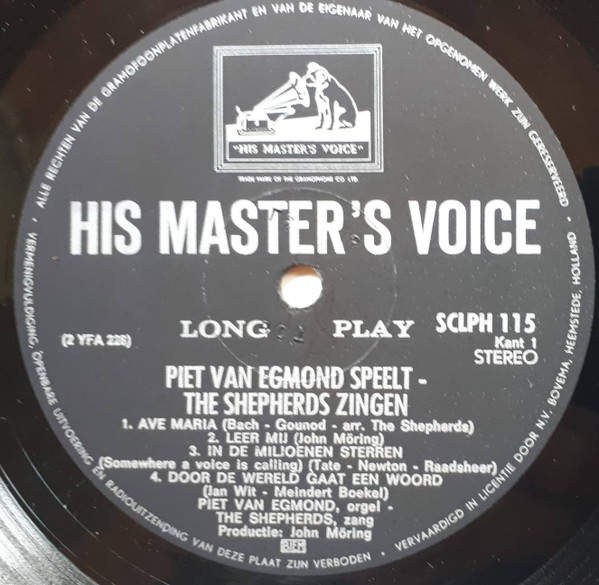 ALLE RECHTEN VAN DE GRAMOFOONPLATENFABRIKANT EN VAN DE EIGENAAR VAN HET OPGENOMEN WERK ZIJN GERESERVEERD ·
VERMENIGVULDIGING, OPENBARE UITVOERING EN RADIOUITZENDING VAN DEZE PLAAT ZIJN VERBODEN · VERVAARDIGD IN LICENTIE DOOR N.V. BOVEMA, HEEMSTEDE, HOLLAND ·
"HIS MASTER'S VOICE"
TRADE MARK OF THE GRAMOPHONE CO. LTD.
HIS MASTER'S VOICE
LONG PLAY
SCLPH 115
(2 YFA 228)
Kant 1
STEREO
PIET VAN EGMOND SPEELT -
THE SHEPHERDS ZINGEN
1. AVE MARIA (Bach - Gounod - arr. The Shepherds)
2. LEER MIJ (John Möring)
3. IN DE MILJOENEN STERREN
(Somewhere a voice is calling) (Tate - Newton - Raadsheer)
4. DOOR DE WERELD GAAT EEN WOORD
(Jan Wit - Meindert Boekel)
PIET VAN EGMOND, orgel -
THE SHEPHERDS, zang
Productie: John Möring
BIEM